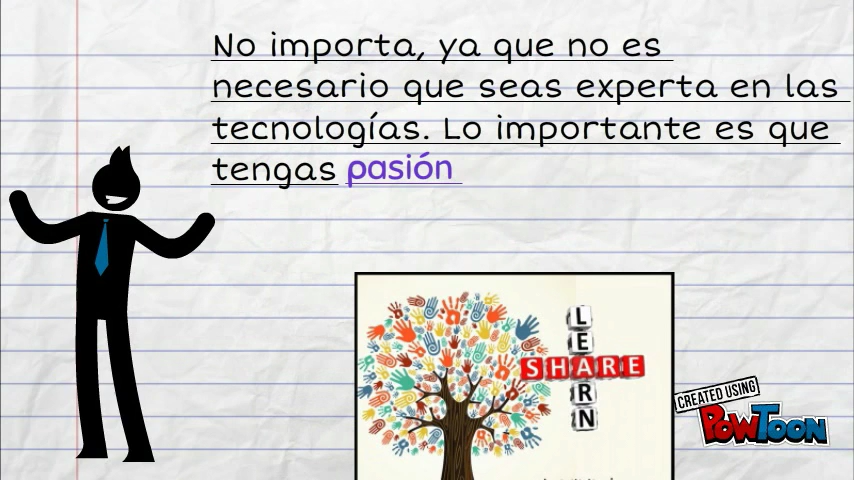 No importa, ya que no es
necesario que seas experta en las
tecnologías. Lo importante es que
tengas pasión
LEARN
SHARE
CREATED USING
POWTOON